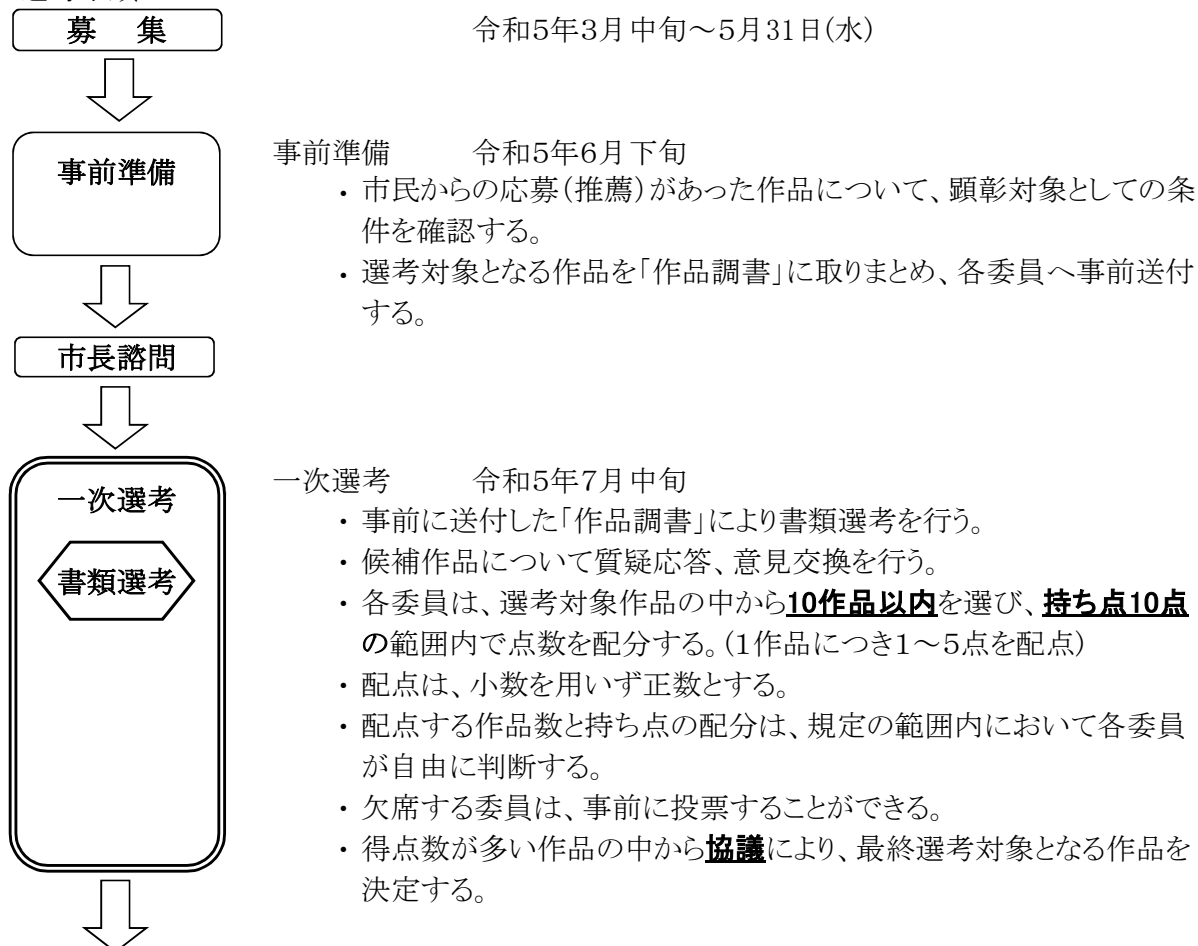 募　集　令和5年3月中旬～5月31日(水)
事前準備
事前準備　令和5年6月下旬
・市民からの応募(推薦)があった作品について、顕彰対象としての条
件を確認する。
・選考対象となる作品を「作品調書」に取りまとめ、各委員へ事前送付
する。
市長諮問
一次選考
書類選考
一次選考　令和5年7月中旬
・事前に送付した「作品調書」により書類選考を行う。
・候補作品について質疑応答、意見交換を行う。
・各委員は、選考対象作品の中から10作品以内を選び、持ち点10点
の範囲内で点数を配分する。(1作品につき1～5点を配点)
・配点は、小数を用いず正数とする。
・配点する作品数と持ち点の配分は、規定の範囲内において各委員
が自由に判断する。
・欠席する委員は、事前に投票することができる。
・得点数が多い作品の中から協議により、最終選考対象となる作品を
決定する。